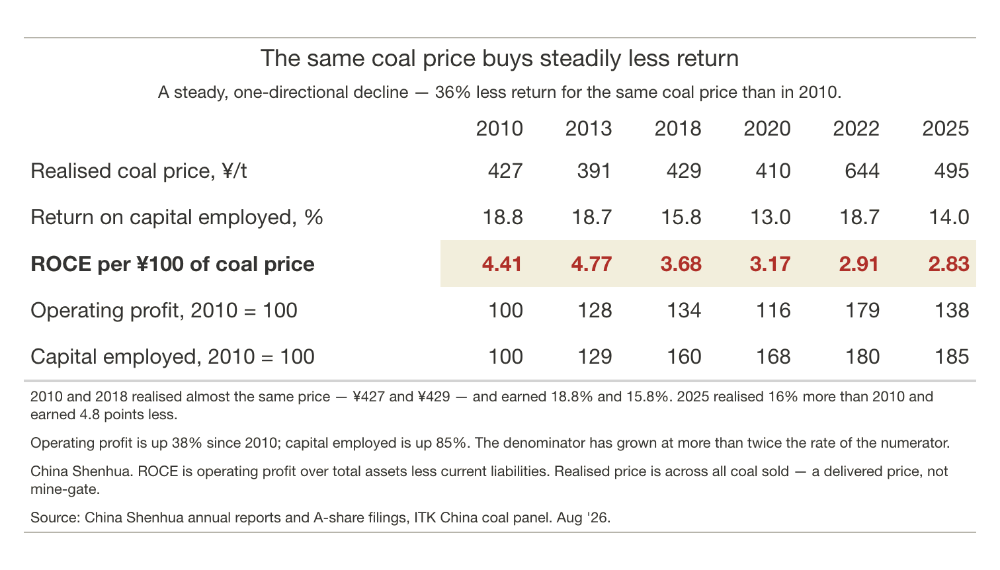 The same coal price buys steadily less return
A steady, one-directional decline — 36% less return for the same coal price than in 2010.
2010 2013 2018 2020 2022 2025
Realised coal price, ¥/t 427 391 429 410 644 495
Return on capital employed, % 18.8 18.7 15.8 13.0 18.7 14.0
ROCE per ¥100 of coal price 4.41 4.77 3.68 3.17 2.91 2.83
Operating profit, 2010 = 100 100 128 134 116 179 138
Capital employed, 2010 = 100 100 129 160 168 180 185
2010 and 2018 realised almost the same price — ¥427 and ¥429 — and earned 18.8% and 15.8%. 2025 realised 16% more than 2010 and
earned 4.8 points less.
Operating profit is up 38% since 2010; capital employed is up 85%. The denominator has grown at more than twice the rate of the numerator.
China Shenhua. ROCE is operating profit over total assets less current liabilities. Realised price is across all coal sold — a delivered price, not
mine-gate.
Source: China Shenhua annual reports and A-share filings, ITK China coal panel. Aug '26.